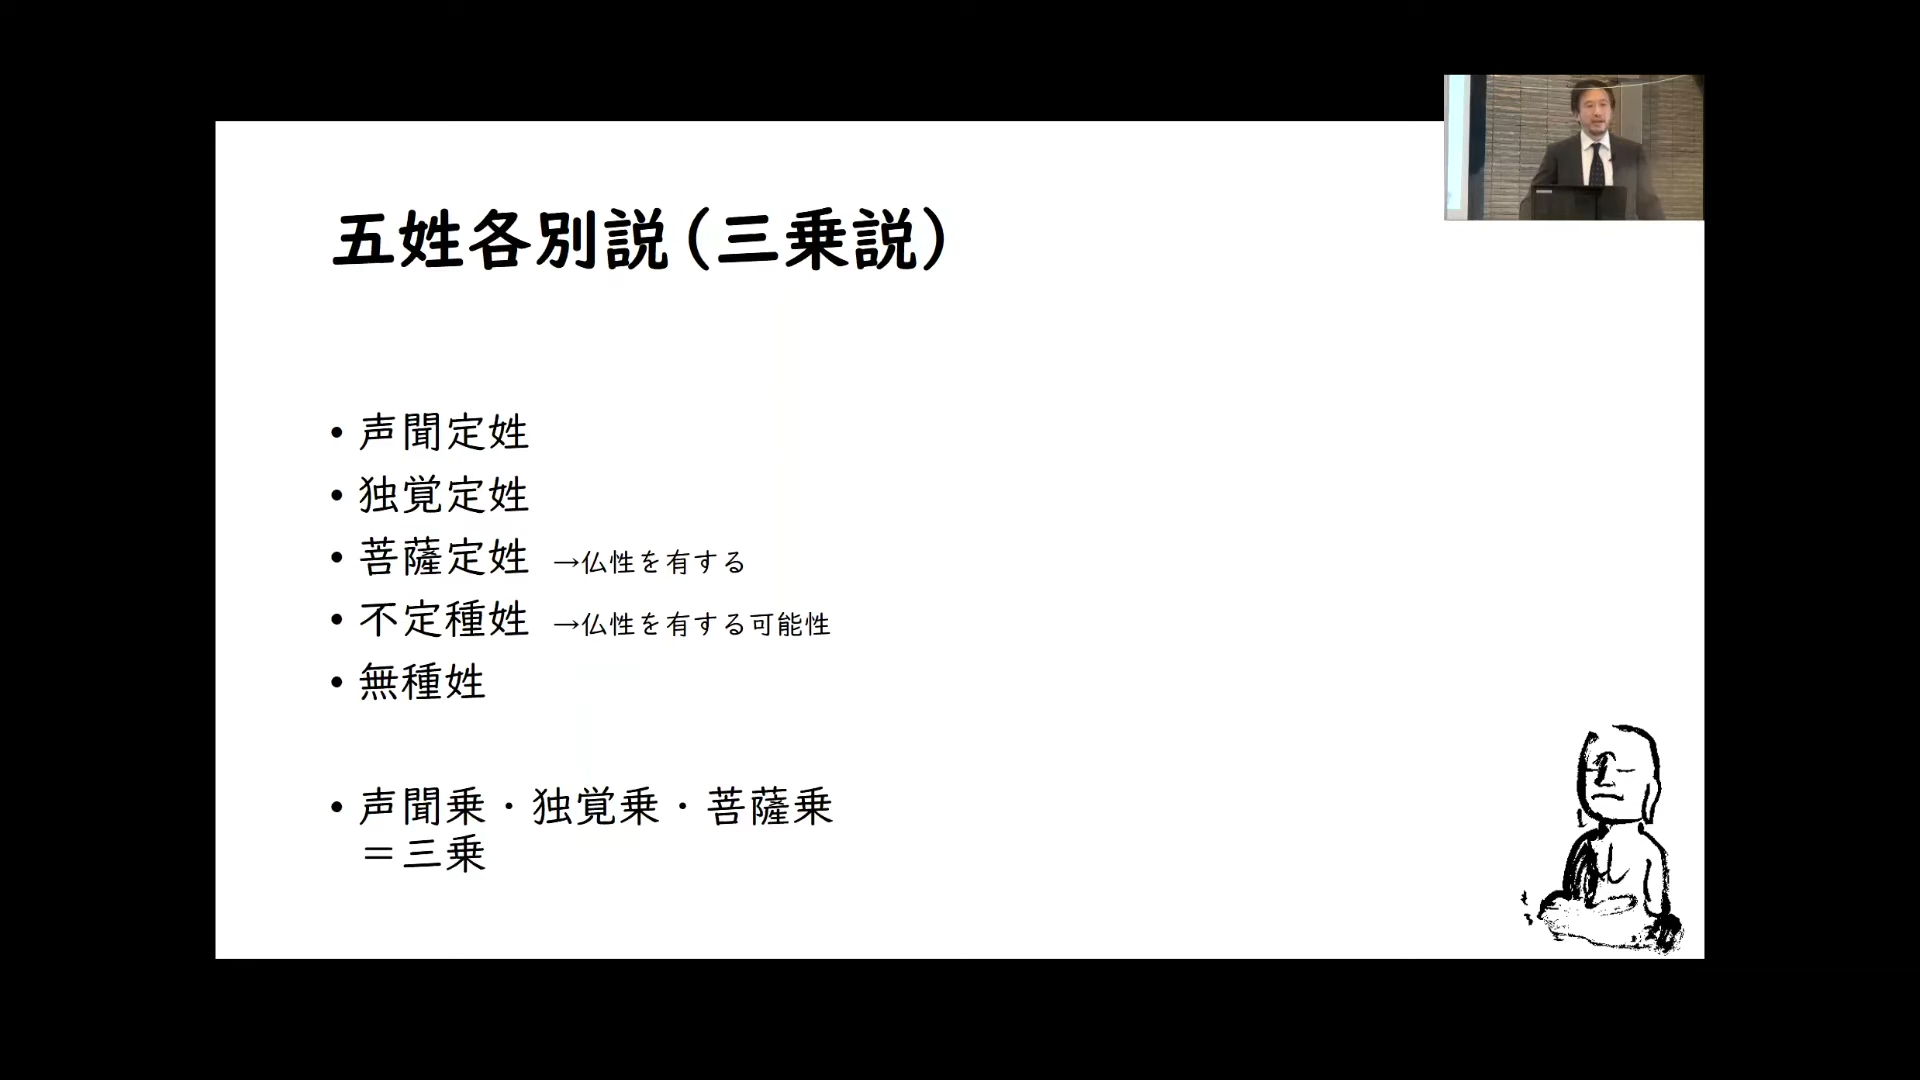 五姓各別説（三乗説）
• 声聞定姓
• 独覚定姓
• 菩薩定姓 →仏性を有する
• 不定種姓 →仏性を有する可能性
• 無種姓
• 声聞乗・独覚乗・菩薩乗
＝三乗